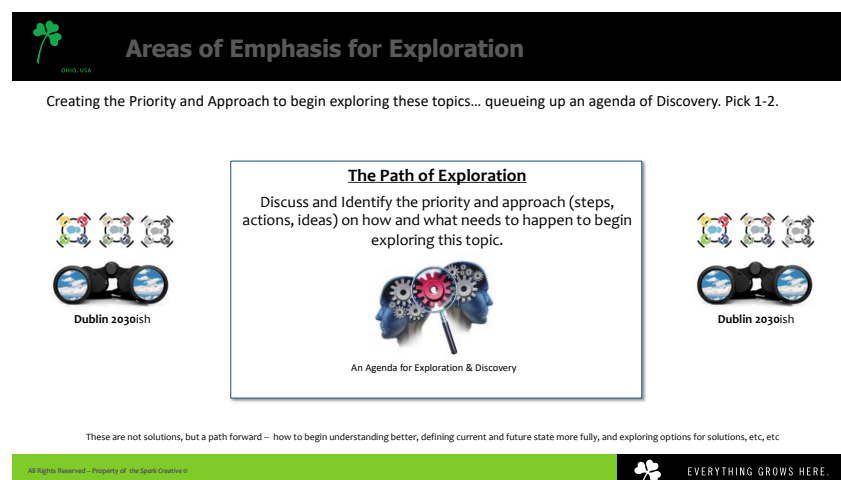 Areas of Emphasis for Exploration
OHIO, USA
Creating the Priority and Approach to begin exploring these topics... queueing up an agenda of Discovery. Pick 1-2.
The Path of Exploration
Discuss and Identify the priority and approach (steps,
actions, ideas) on how and what needs to happen to begin
exploring this topic.
An Agenda for Exploration & Discovery
Dublin 2030ish
Dublin 2030ish
These are not solutions, but a path forward – how to begin understanding better, defining current and future state more fully, and exploring options for solutions, etc, etc
All Rights Reserved – Property of the Spark Creative ©
EVERYTHING GROWS HERE.